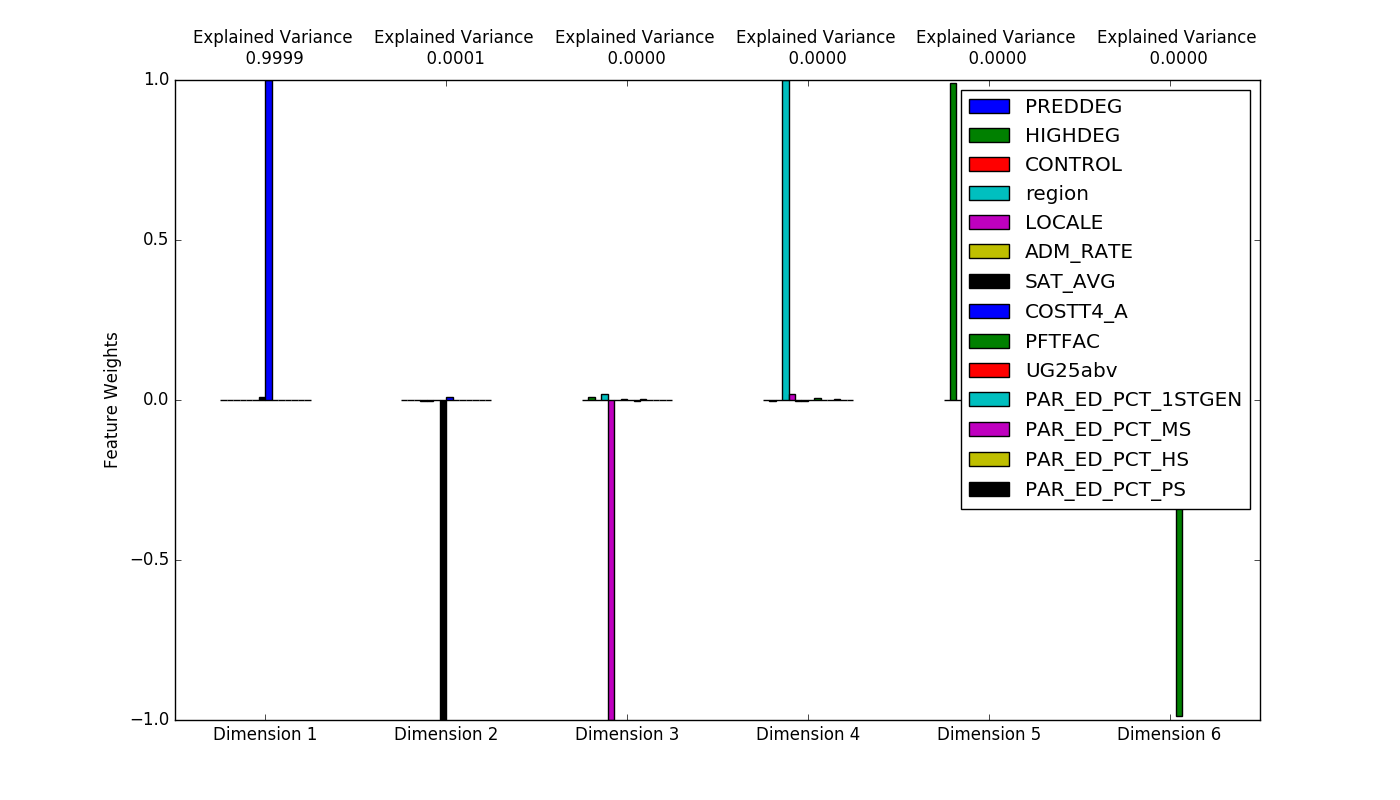 Explained Variance Explained Variance Explained Variance Explained Variance Explained Variance Explained Variance
0.9999 0.0001 0.0000 0.0000 0.0000 0.0000
1.0
0.5
0.0
−0.5
−1.0
Feature Weights
PREDDEG
HIGHDEG
CONTROL
region
LOCALE
ADM_RATE
SAT_AVG
COSTT4_A
PFTFAC
UG25abv
PAR_ED_PCT_1STGEN
PAR_ED_PCT_MS
PAR_ED_PCT_HS
PAR_ED_PCT_PS
Dimension 1 Dimension 2 Dimension 3 Dimension 4 Dimension 5 Dimension 6